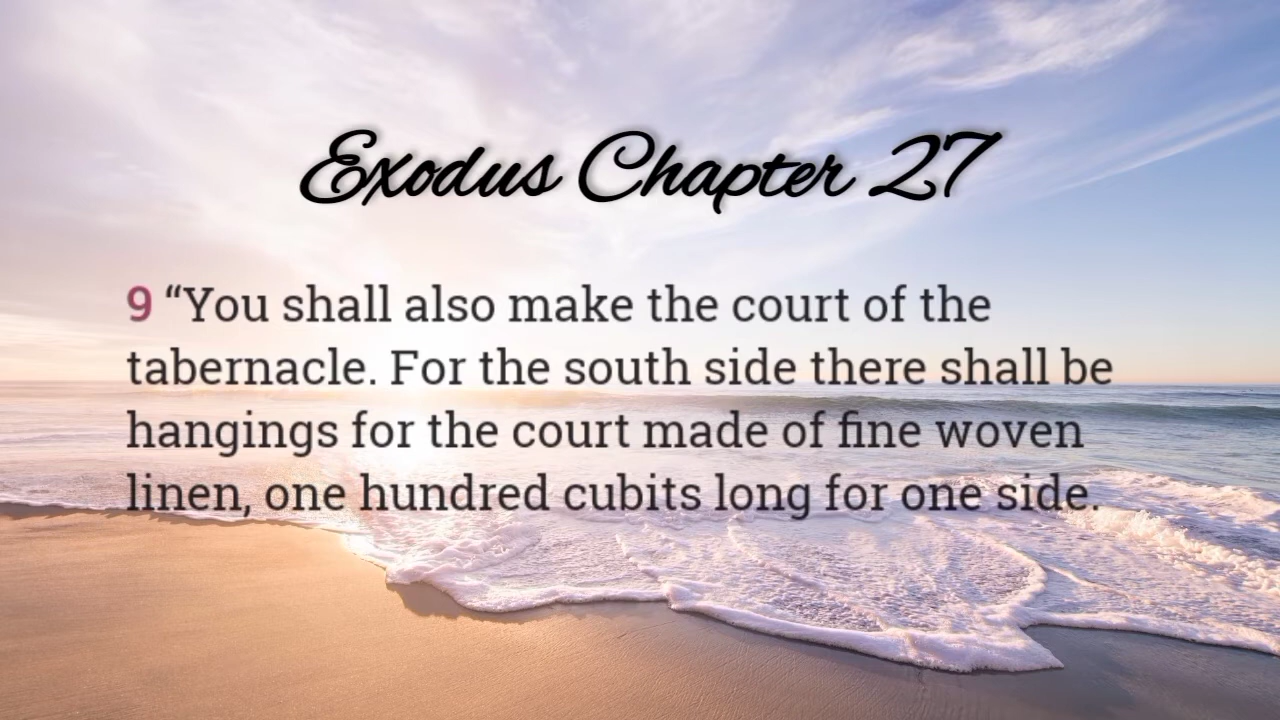 Exodus Chapter 27
9 “You shall also make the court of the
tabernacle. For the south side there shall be
hangings for the court made of fine woven
linen, one hundred cubits long for one side.